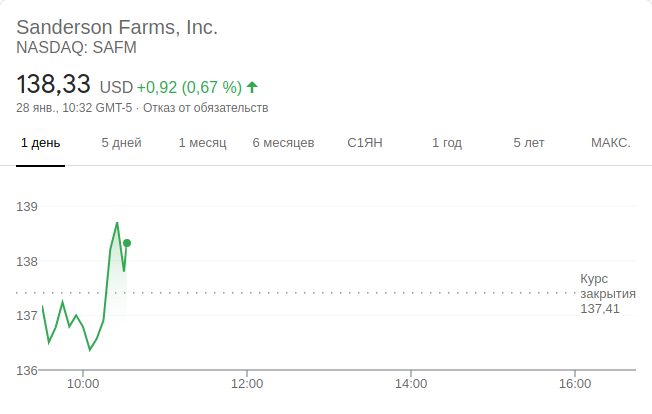 Sanderson Farms, Inc.
NASDAQ: SAFM
138,33 USD +0,92 (0,67 %)
28 янв., 10:32 GMT-5 · Отказ от обязательств
1 день 5 дней 1 месяц 6 месяцев С1ЯН 1 год 5 лет МАКС.
139
138
Курс
закрытия
137,41
137
136
10:00 12:00 14:00 16:00